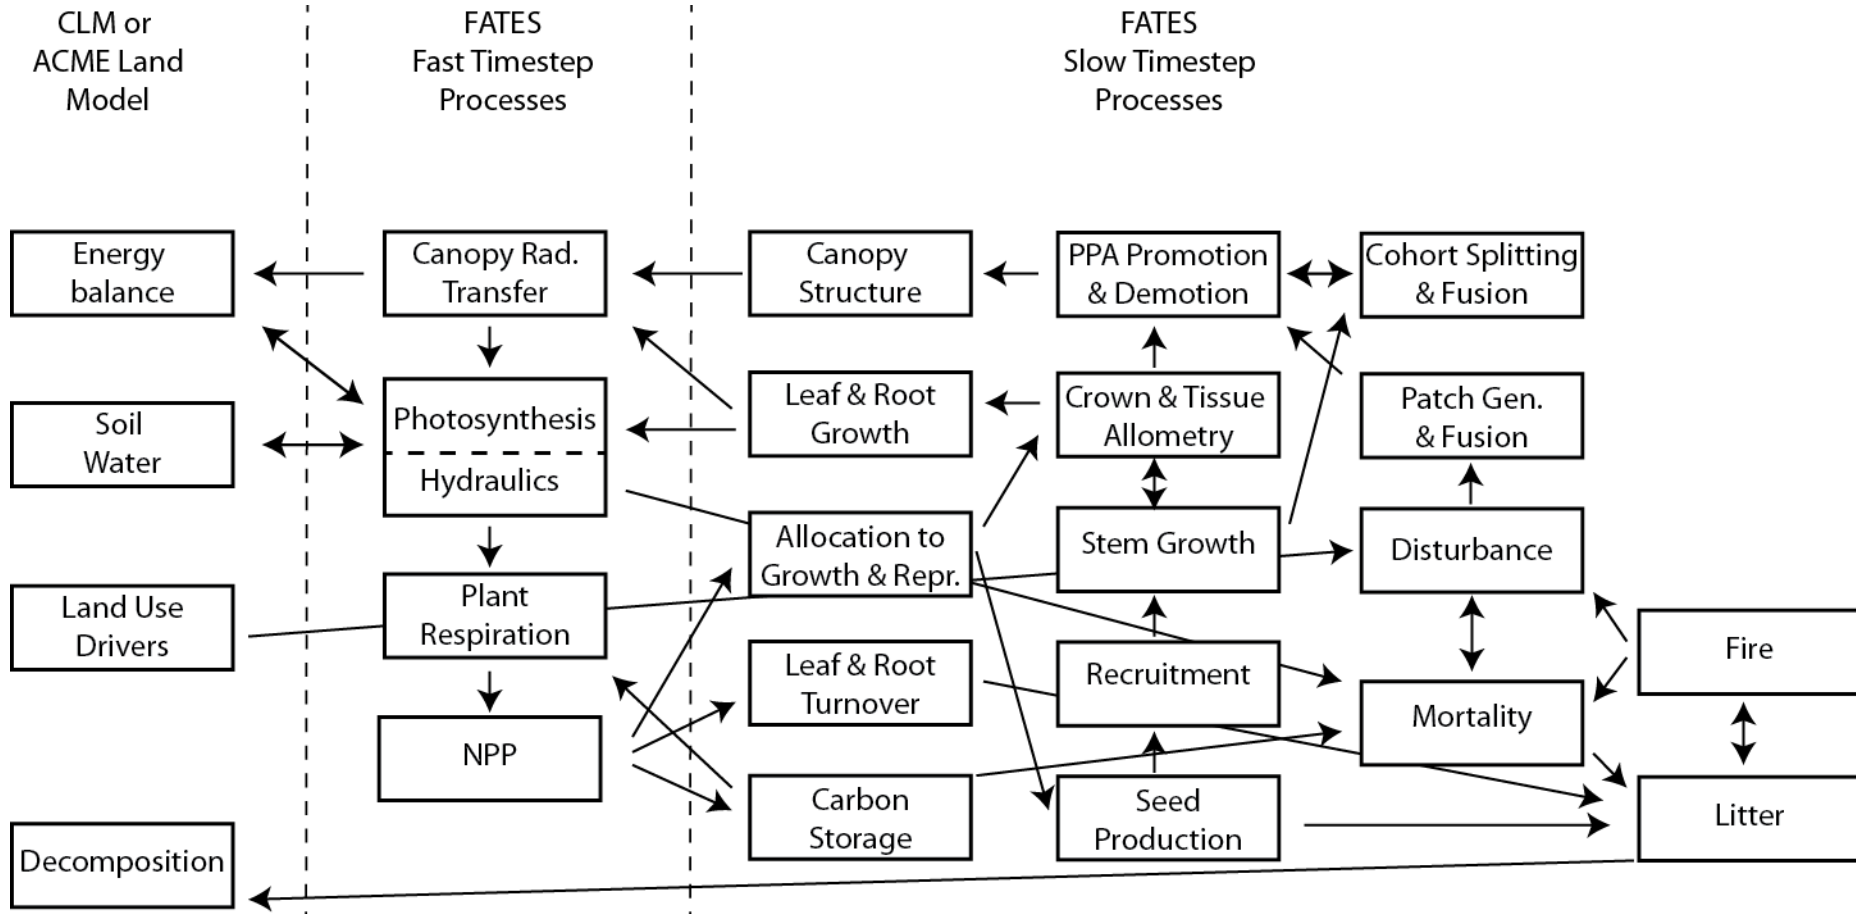 CLM or
ACME Land
Model
FATES
Fast Timestep
Processes
FATES
Slow Timestep
Processes
Energy
balance
Canopy Rad.
Transfer
Canopy
Structure
PPA Promotion
& Demotion
Cohort Splitting
& Fusion
Soil
Water
Photosynthesis
Hydraulics
Leaf & Root
Growth
Crown & Tissue
Allometry
Patch Gen.
& Fusion
Allocation to
Growth & Repr.
Stem Growth
Disturbance
Land Use
Drivers
Plant
Respiration
Leaf & Root
Turnover
Recruitment
Mortality
Fire
NPP
Carbon
Storage
Seed
Production
Litter
Decomposition